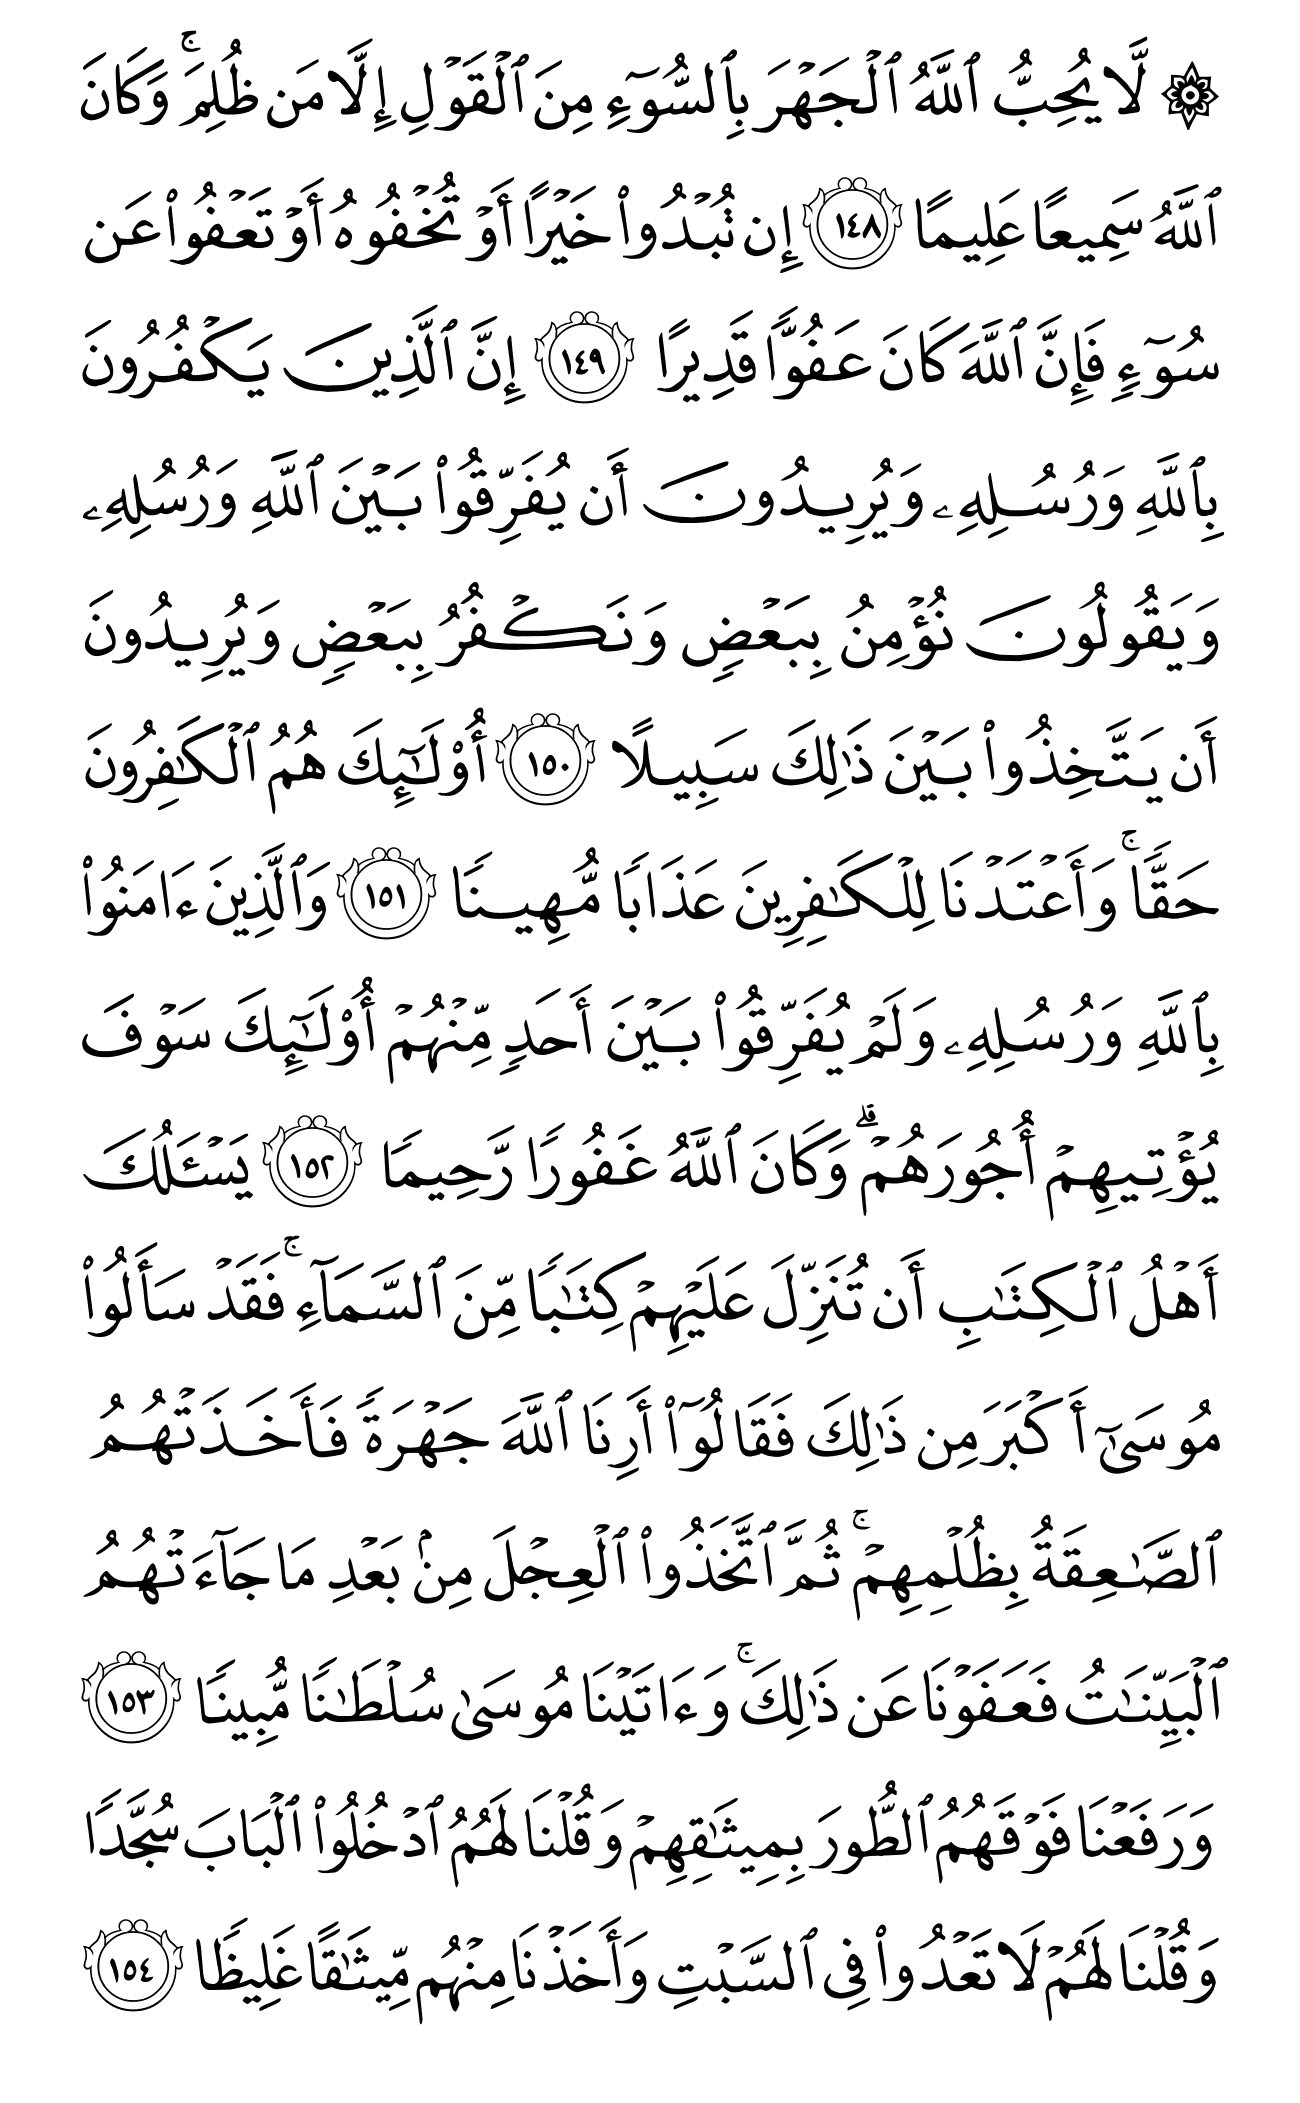 ۞ لَّا يُحِبُّ ٱللَّهُ ٱلۡجَهۡرَ بِٱلسُّوٓءِ مِنَ ٱلۡقَوۡلِ إِلَّا مَن ظُلِمَۚ وَكَانَ
ٱللَّهُ سَمِيعًا عَلِيمًا ١٤٨ إِن تُبۡدُواْ خَيۡرًا أَوۡ تُخۡفُوهُ أَوۡ تَعۡفُواْ عَن
سُوٓءٖ فَإِنَّ ٱللَّهَ كَانَ عَفُوّٗا قَدِيرًا ١٤٩ إِنَّ ٱلَّذِينَ يَكۡفُرُونَ
بِٱللَّهِ وَرُسُلِهِۦ وَيُرِيدُونَ أَن يُفَرِّقُواْ بَيۡنَ ٱللَّهِ وَرُسُلِهِۦ
وَيَقُولُونَ نُؤۡمِنُ بِبَعۡضٖ وَنَكۡفُرُ بِبَعۡضٖ وَيُرِيدُونَ
أَن يَتَّخِذُواْ بَيۡنَ ذَٰلِكَ سَبِيلًا ١٥٠ أُوْلَٰٓئِكَ هُمُ ٱلۡكَٰفِرُونَ
حَقّٗاۚ وَأَعۡتَدۡنَا لِلۡكَٰفِرِينَ عَذَابٗا مُّهِينٗا ١٥١ وَٱلَّذِينَ ءَامَنُواْ
بِٱللَّهِ وَرُسُلِهِۦ وَلَمۡ يُفَرِّقُواْ بَيۡنَ أَحَدٖ مِّنۡهُمۡ أُوْلَٰٓئِكَ سَوۡفَ
يُؤۡتِيهِمۡ أُجُورَهُمۡۗ وَكَانَ ٱللَّهُ غَفُورٗا رَّحِيمٗا ١٥٢ يَسۡـَٔلُكَ
أَهۡلُ ٱلۡكِتَٰبِ أَن تُنَزِّلَ عَلَيۡهِمۡ كِتَٰبٗا مِّنَ ٱلسَّمَآءِۚ فَقَدۡ سَأَلُواْ
مُوسَىٰٓ أَكۡبَرَ مِن ذَٰلِكَ فَقَالُوٓاْ أَرِنَا ٱللَّهَ جَهۡرَةٗ فَأَخَذَتۡهُمُ
ٱلصَّٰعِقَةُ بِظُلۡمِهِمۡۚ ثُمَّ ٱتَّخَذُواْ ٱلۡعِجۡلَ مِنۢ بَعۡدِ مَا جَآءَتۡهُمُ
ٱلۡبَيِّنَٰتُ فَعَفَوۡنَا عَن ذَٰلِكَۚ وَءَاتَيۡنَا مُوسَىٰ سُلۡطَٰنٗا مُّبِينٗا ١٥٣
وَرَفَعۡنَا فَوۡقَهُمُ ٱلطُّورَ بِمِيثَٰقِهِمۡ وَقُلۡنَا لَهُمُ ٱدۡخُلُواْ ٱلۡبَابَ سُجَّدٗا
وَقُلۡنَا لَهُمۡ لَا تَعۡدُواْ فِي ٱلسَّبۡتِ وَأَخَذۡنَا مِنۡهُم مِّيثَٰقًا غَلِيظٗا ١٥٤